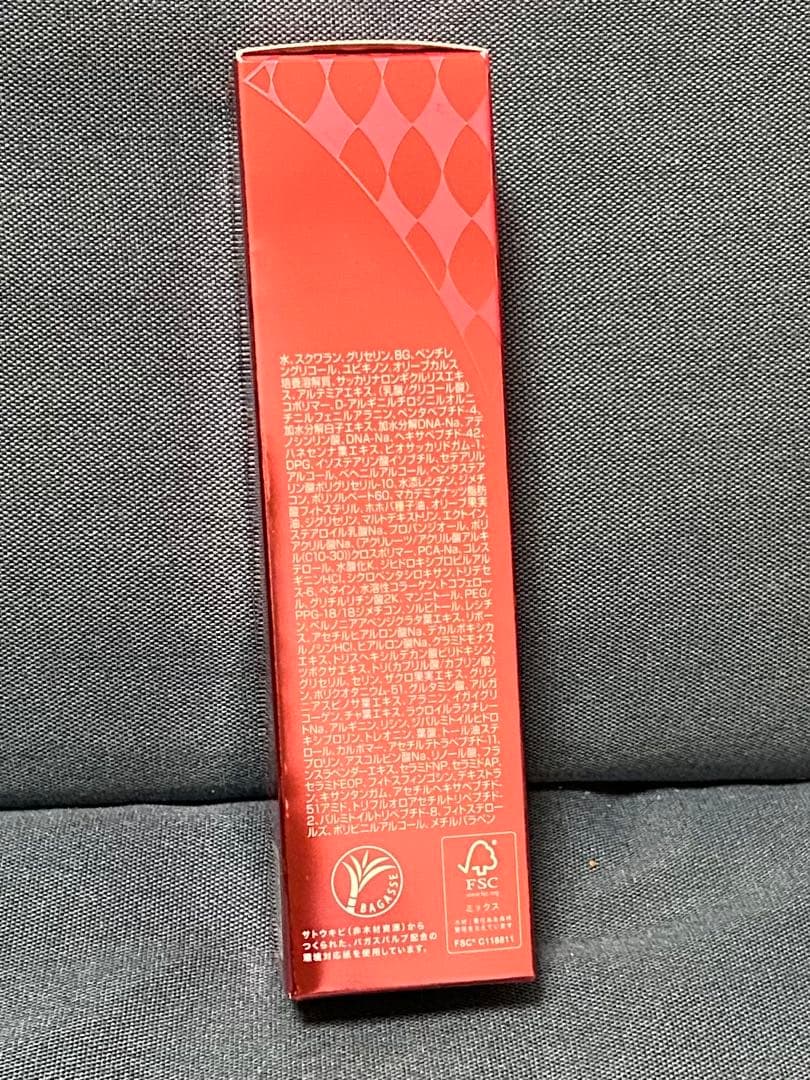 水、スクワラン、グリセリン、BG、ペンチレ
ングリコール、ユビキノン、オリーブカルス
培養溶解質、サッカリナロンギクルリスエキ
ス、アルテミアエキス、(乳酸/グリコール酸)
コポリマー、D-アルギニルチロシニルオルニ
チニルフェニルアラニン、ペンタペプチド-4、
加水分解白子エキス、加水分解DNA-Na、アデ
ノシンリン酸、DNA-Na、ヘキサペプチド-42、
ハネセンナ葉エキス、ビオサッカリドガム-1、
DPG、イソステアリン酸イソプチル、セテアリル
アルコール、ベヘニルアルコール、ペンタステア
リン酸ポリグリセリル-10、水添レシチン、ジメチ
コン、ポリソルベート60、マカデミアナッツ脂肪
酸フィトステリル、ホホバ種子油、オリーブ果実
油、ジグリセリン、マルトデキストリン、エクトイン、
ステアロイル乳酸Na、プロパンジオール、ポリ
アクリル酸Na、(アクリレーツ/アクリル酸アルキ
ル(C10-30))クロスポリマー、PCA-Na、コレス
テロール、水酸化K、ジヒドロキシプロピルアル
ギニンHCl、シクロペンタシロキサン、トリデセ
ス-6、ベタイン、水溶性コラーゲン、トコフェロー
ル、グリチルリチン酸2K、マンニトール、PEG/
PPG-18/18ジメチコン、ソルビトール、レシチ
ン、ベルノニアアペンジクラタ葉エキス、リボー
ス、アセチルヒアルロン酸Na、デカルボキシカ
ルノシンHCl、ヒアルロン酸Na、クラミドモナス
エキス、トリスヘキシルデカン酸ピリドキシン、
ツボクサエキス、トリ(カプリル酸/カプリン酸)
グリセリル、セリン、ザクロ果実エキス、グリシ
ン、ポリクオタニウム-51、グルタミン酸、アルガ
ニアスピノサ葉エキス、アラニン、イガイグリ
コーゲン、チャ葉エキス、ラウロイルラクチレー
トNa、アルギニン、リシン、ジパルミトイルヒドロ
キシプロリン、トレオニン、葉酸、トール油ステ
ロール、カルボマー、アセチルテトラペプチド-11、
プロリン、アスコルビン酸Na、リノール酸、フラ
ンスラベンダーエキス、セラミドNP、セラミドAP、
セラミドEOP、フィトスフィンゴシン、デキストラ
ン、キサンタンガム、アセチルヘキサペプチド-
51アミド、トリフルオロアセチルトリペプチド-
2、パルミトイルトリペプチド-8、フィトステロー
ルズ、ポリビニルアルコール、メチルパラベン
BAGASSE
サトウキビ(非木材資源)から
つくられた、バガスパルプ配合の
環境対応紙を使用しています。
FSC
www.fsc.org
ミックス
FSC® C118811